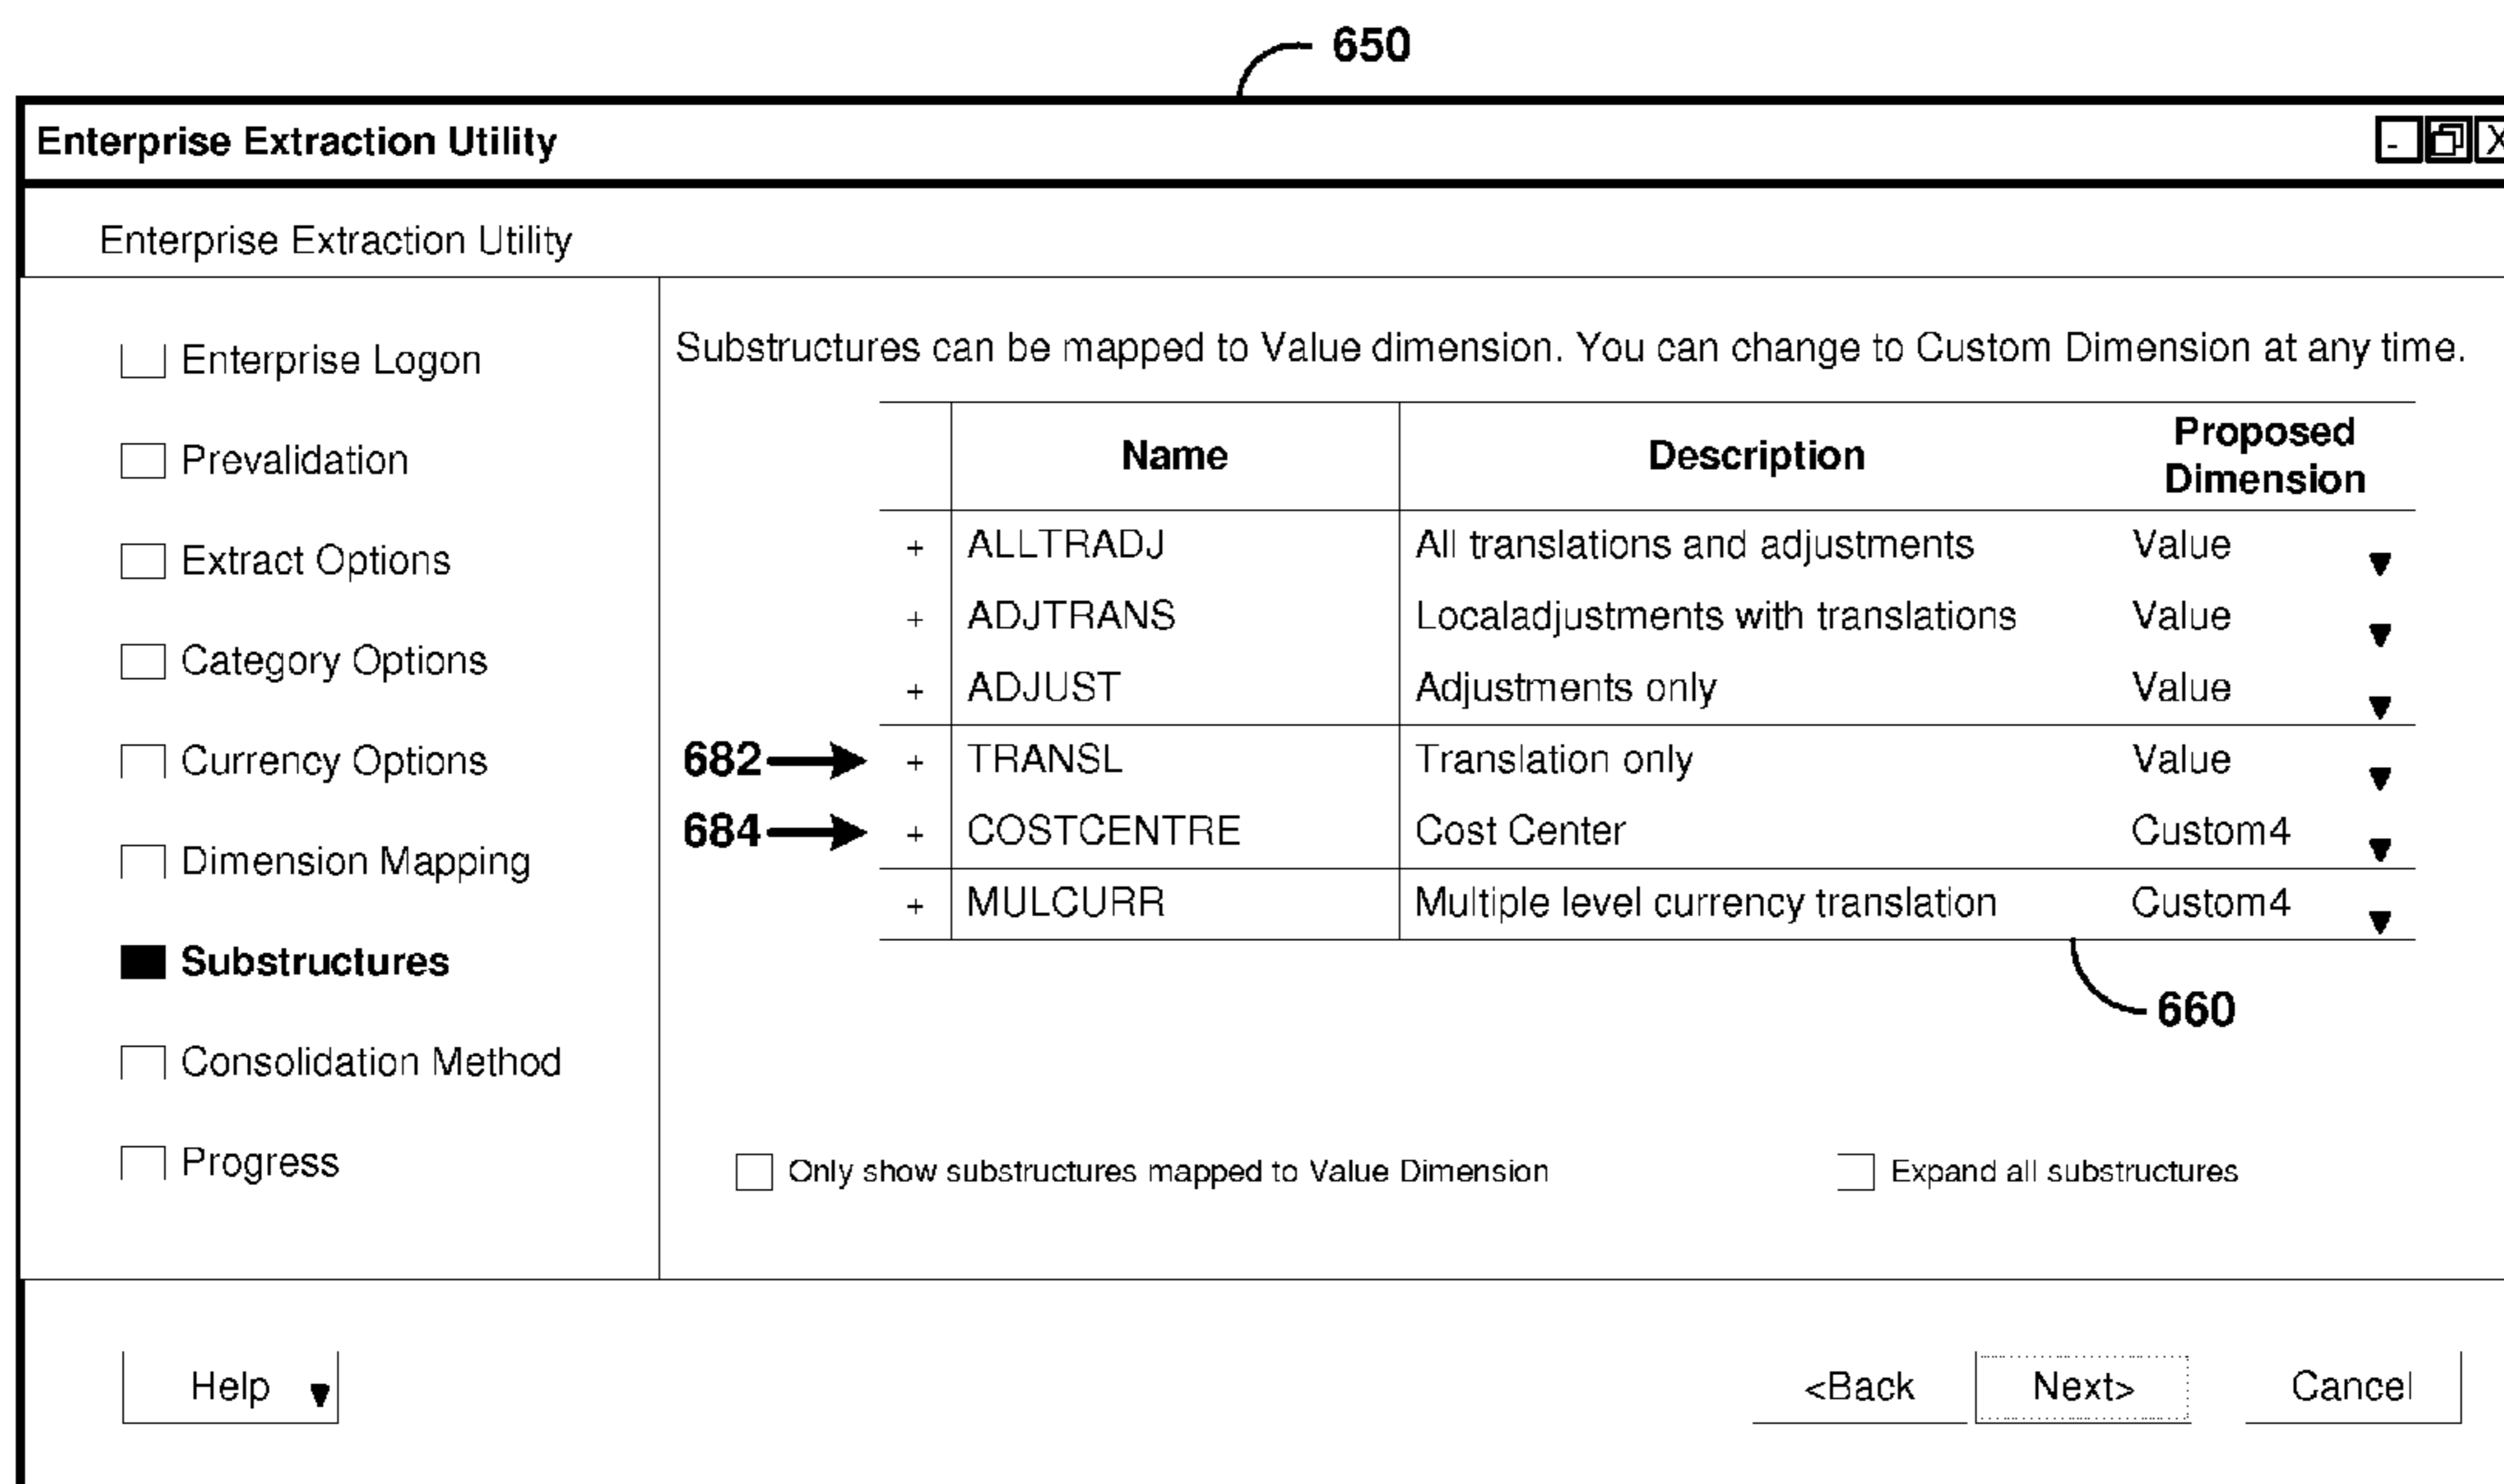 650
Enterprise Extraction Utility
- X
Enterprise Extraction Utility
Enterprise Logon
Prevalidation
Extract Options
Category Options
Currency Options
Dimension Mapping
Substructures
Consolidation Method
Progress
Substructures can be mapped to Value dimension. You can change to Custom Dimension at any time.
Name Description Proposed Dimension
+ ALLTRADJ All translations and adjustments Value
+ ADJTRANS Localadjustments with translations Value
+ ADJUST Adjustments only Value
682 + TRANSL Translation only Value
684 + COSTCENTRE Cost Center Custom4
+ MULCURR Multiple level currency translation Custom4
660
Only show substructures mapped to Value Dimension Expand all substructures
Help <Back Next> Cancel